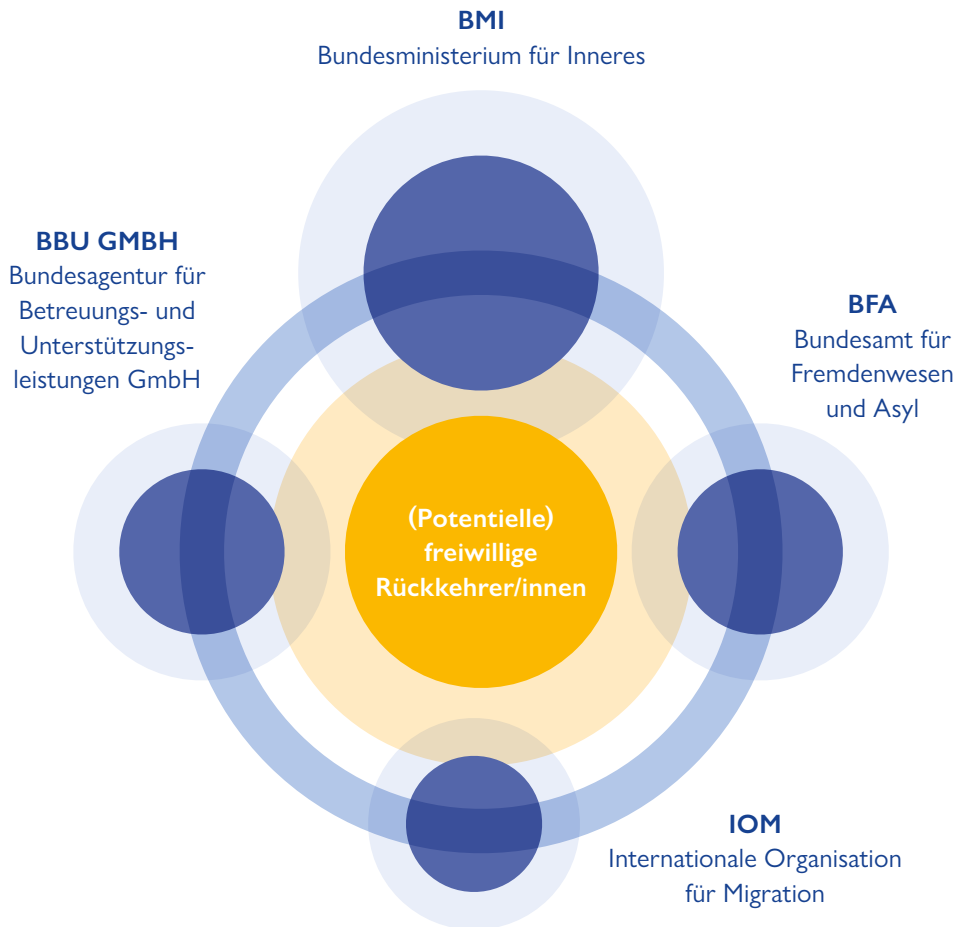 BMI
Bundesministerium für Inneres
BBU GMBH
Bundesagentur für
Betreuungs- und
Unterstützungs-
leistungen GmbH
BFA
Bundesamt für
Fremdenwesen
und Asyl
(Potentielle)
freiwillige
Rückkehrer/innen
IOM
Internationale Organisation
für Migration